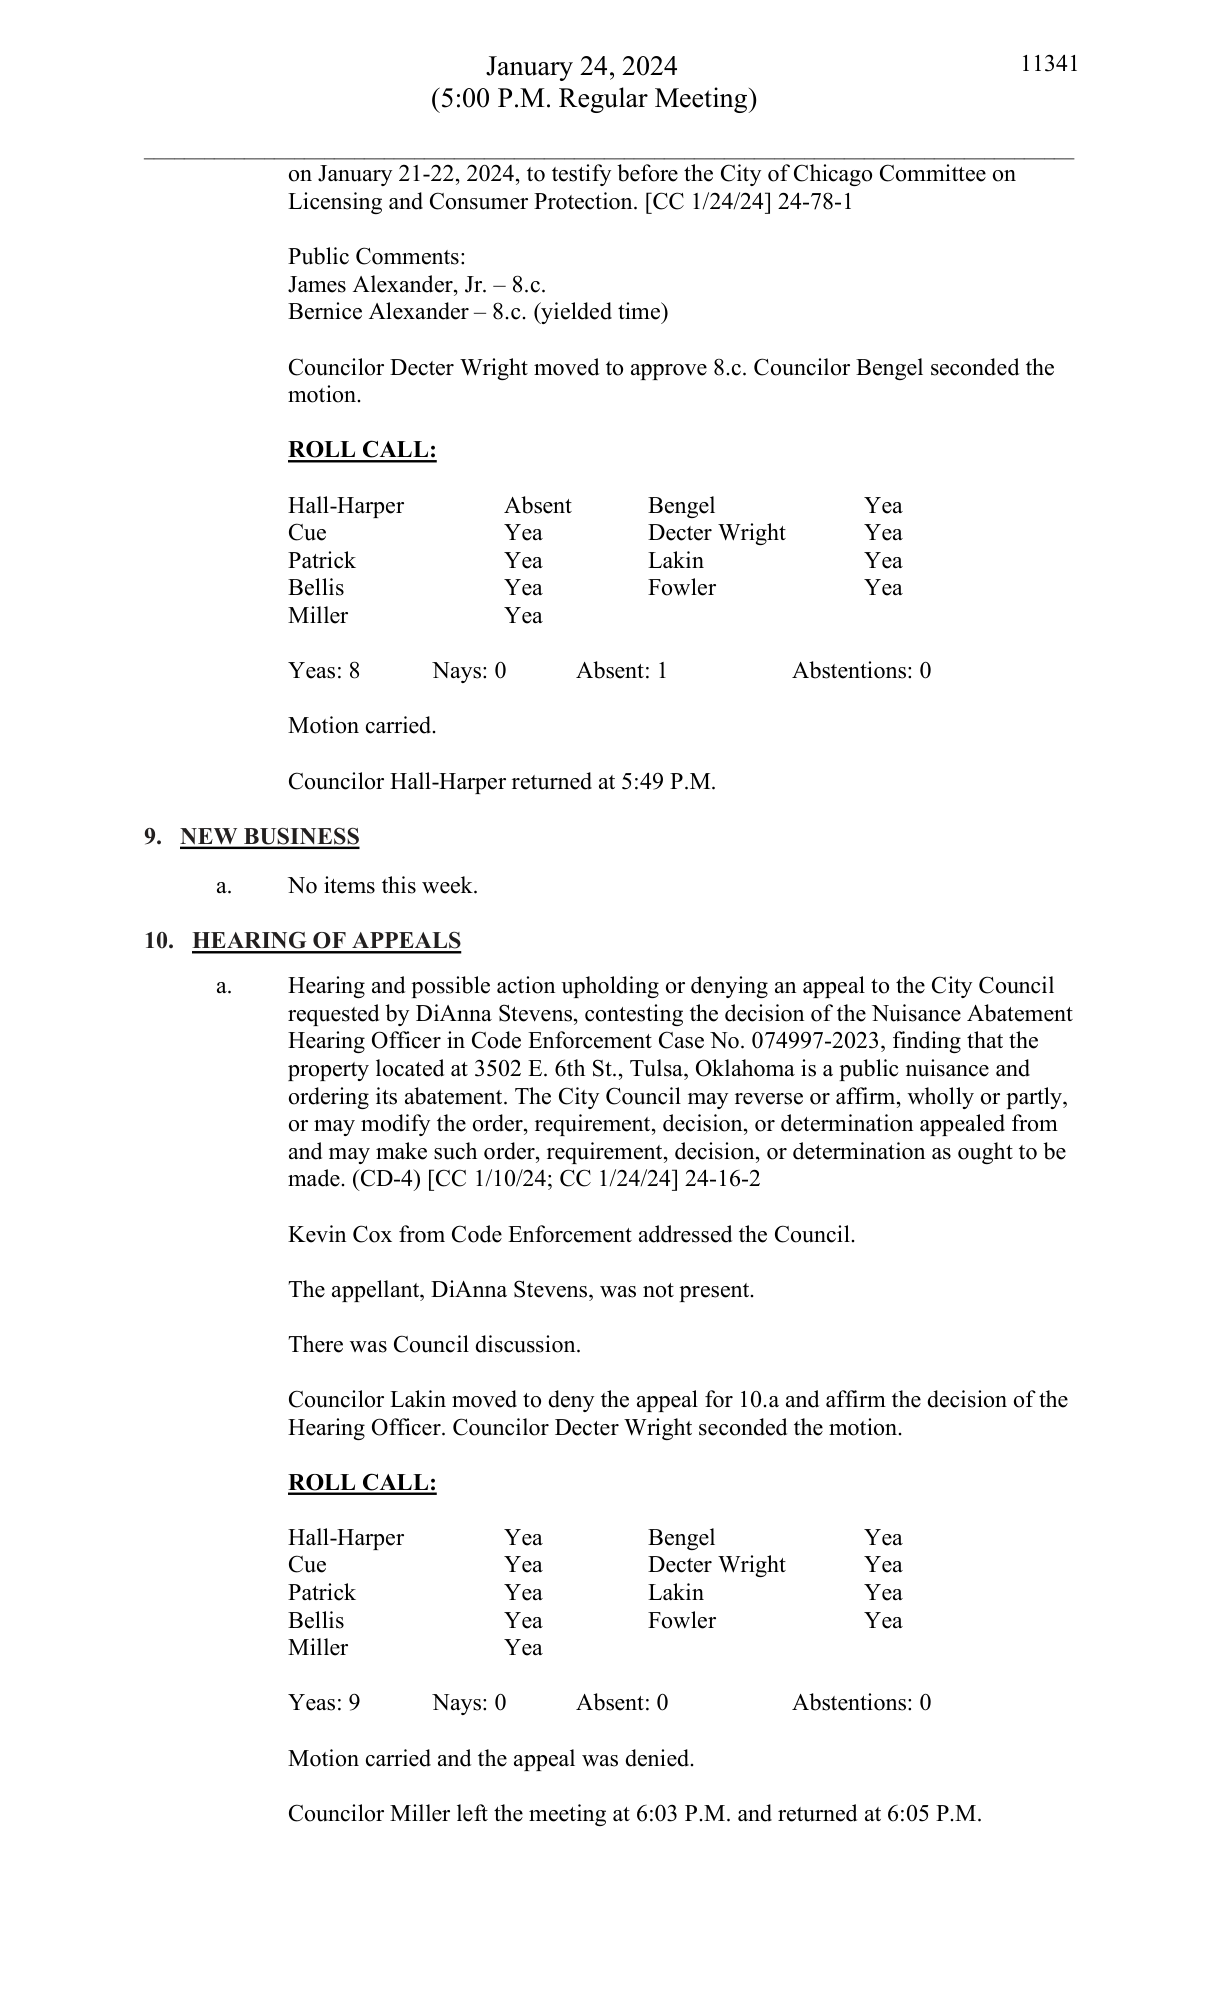 January 24, 2024
11341
(5:00 P.M. Regular Meeting)
on January 21-22, 2024, to testify before the City of Chicago Committee on
Licensing and Consumer Protection. [CC 1/24/24] 24-78-1
Public Comments:
James Alexander, Jr. – 8.c.
Bernice Alexander – 8.c. (yielded time)
Councilor Decter Wright moved to approve 8.c. Councilor Bengel seconded the
motion.
ROLL CALL:
Hall-Harper Absent Bengel Yea
Cue Yea Decter Wright Yea
Patrick Yea Lakin Yea
Bellis Yea Fowler Yea
Miller Yea
Yeas: 8 Nays: 0 Absent: 1 Abstentions: 0
Motion carried.
Councilor Hall-Harper returned at 5:49 P.M.
9. NEW BUSINESS
a. No items this week.
10. HEARING OF APPEALS
a. Hearing and possible action upholding or denying an appeal to the City Council
requested by DiAnna Stevens, contesting the decision of the Nuisance Abatement
Hearing Officer in Code Enforcement Case No. 074997-2023, finding that the
property located at 3502 E. 6th St., Tulsa, Oklahoma is a public nuisance and
ordering its abatement. The City Council may reverse or affirm, wholly or partly,
or may modify the order, requirement, decision, or determination appealed from
and may make such order, requirement, decision, or determination as ought to be
made. (CD-4) [CC 1/10/24; CC 1/24/24] 24-16-2
Kevin Cox from Code Enforcement addressed the Council.
The appellant, DiAnna Stevens, was not present.
There was Council discussion.
Councilor Lakin moved to deny the appeal for 10.a and affirm the decision of the
Hearing Officer. Councilor Decter Wright seconded the motion.
ROLL CALL:
Hall-Harper Yea Bengel Yea
Cue Yea Decter Wright Yea
Patrick Yea Lakin Yea
Bellis Yea Fowler Yea
Miller Yea
Yeas: 9 Nays: 0 Absent: 0 Abstentions: 0
Motion carried and the appeal was denied.
Councilor Miller left the meeting at 6:03 P.M. and returned at 6:05 P.M.